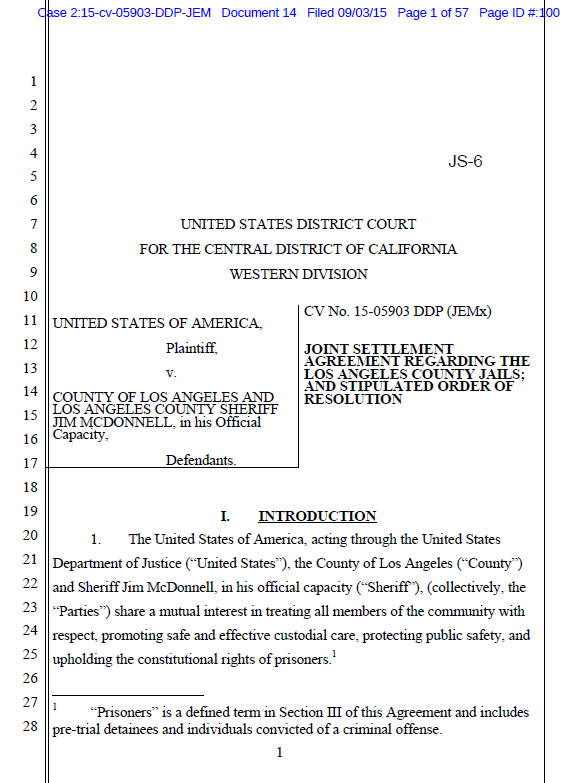 Case 2:15-cv-05903-DDP-JEM Document 14 Filed 09/03/15 Page 1 of 57 Page ID #:100
1
2
3
4
JS-6
5
6
7 UNITED STATES DISTRICT COURT
8 FOR THE CENTRAL DISTRICT OF CALIFORNIA
9 WESTERN DIVISION
10
11
12
13
14
15
16
17
UNITED STATES OF AMERICA,
Plaintiff,
v.
COUNTY OF LOS ANGELES AND
LOS ANGELES COUNTY SHERIFF
JIM MCDONNELL, in his Official
Capacity,
Defendants.
CV No. 15-05903 DDP (JEMx)
JOINT SETTLEMENT
AGREEMENT REGARDING THE
LOS ANGELES COUNTY JAILS;
AND STIPULATED ORDER OF
RESOLUTION
18
19 I. INTRODUCTION
20 1. The United States of America, acting through the United States
21 Department of Justice (“United States”), the County of Los Angeles (“County”)
22 and Sheriff Jim McDonnell, in his official capacity (“Sheriff”), (collectively, the
23 “Parties”) share a mutual interest in treating all members of the community with
24 respect, promoting safe and effective custodial care, protecting public safety, and
25 upholding the constitutional rights of prisoners.1
26
27 1 “Prisoners” is a defined term in Section III of this Agreement and includes
28 pre-trial detainees and individuals convicted of a criminal offense.
1